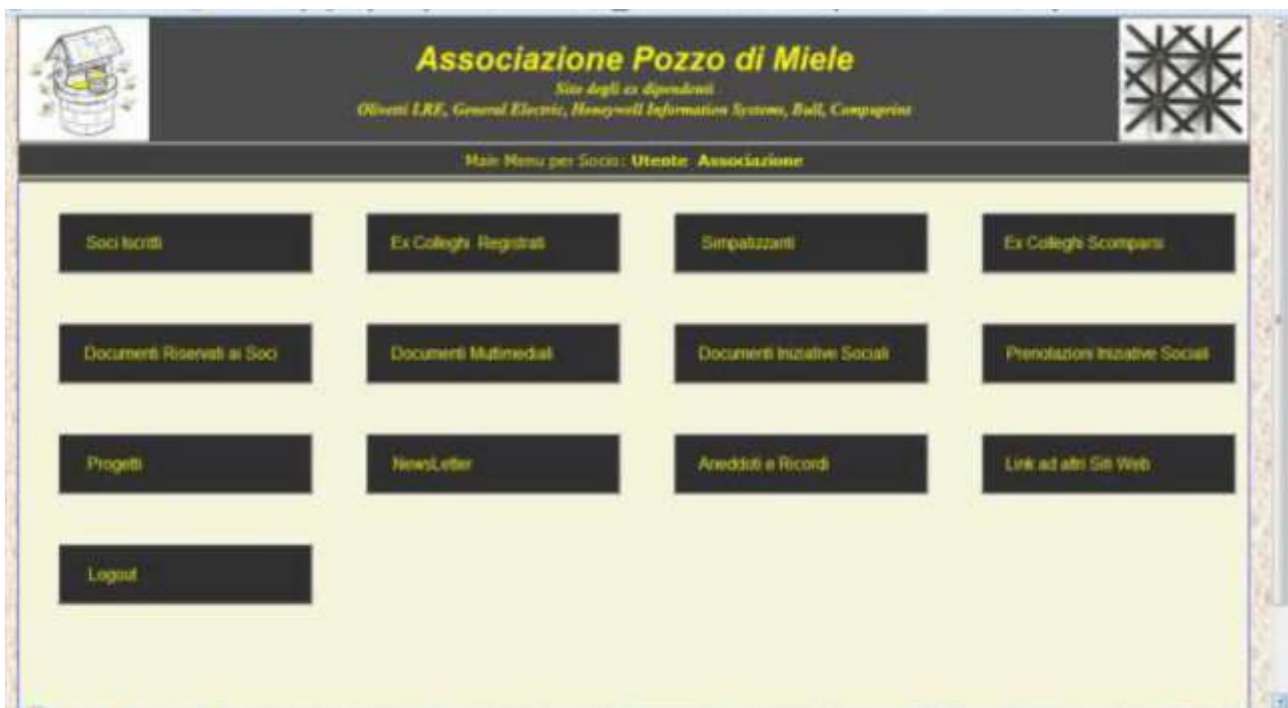 Associazione Pozzo di Miele
Sito degli ex dipendenti
Olivetti LRE, General Electric, Honeywell Information Systems, Bull, Compuprint
Main Menu per Socio: Utente Associazione
Soci Iscritti
Ex Colleghi Registrati
Simpatizzanti
Ex Colleghi Scomparsi
Documenti Riservati ai Soci
Documenti Multimediali
Documenti Iniziative Sociali
Prenotazioni Iniziative Sociali
Progetti
NewsLetter
Aneddoti e Ricordi
Link ad altri Siti Web
Logout